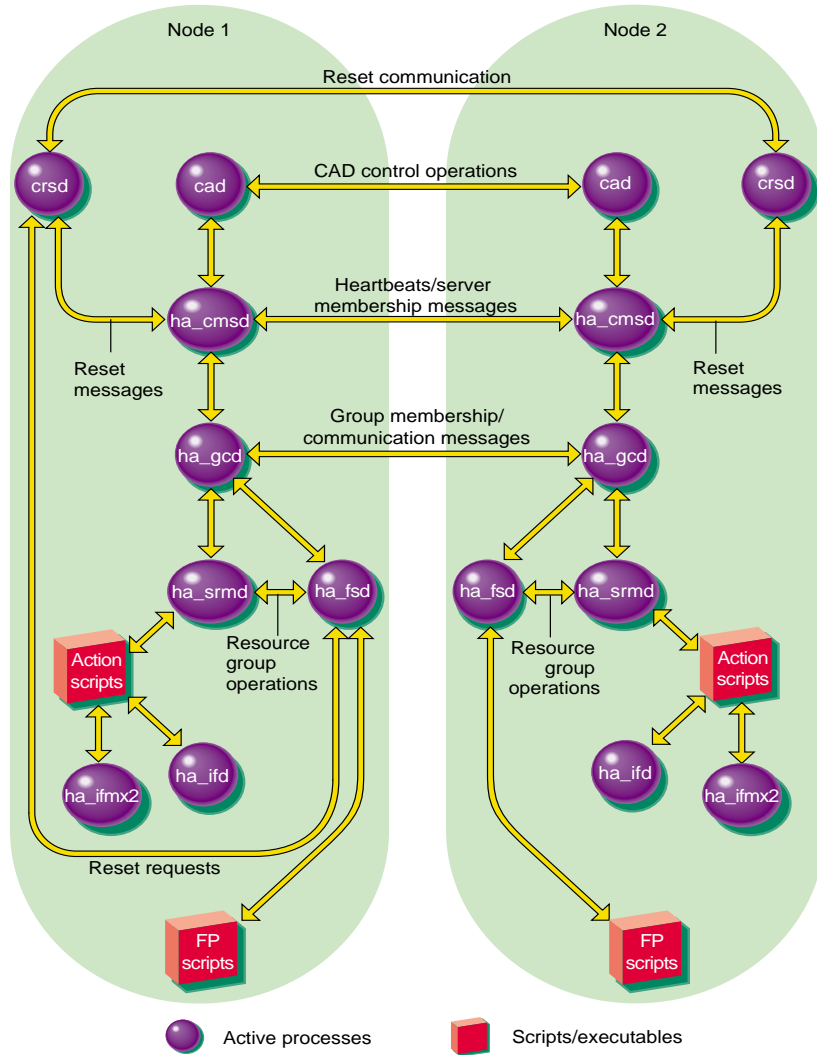 Node 1
Node 2
Reset communication
crsd
cad
CAD control operations
cad
crsd
Heartbeats/server
membership messages
ha_cmsd
ha_cmsd
Reset
messages
Reset
messages
Group membership/
communication messages
ha_gcd
ha_gcd
ha_srmd
ha_fsd
ha_fsd
ha_srmd
Resource
group
operations
Resource
group
operations
Action
scripts
Action
scripts
ha_ifmx2
ha_ifd
ha_ifd
ha_ifmx2
Reset requests
FP
scripts
FP
scripts
Active processes
Scripts/executables